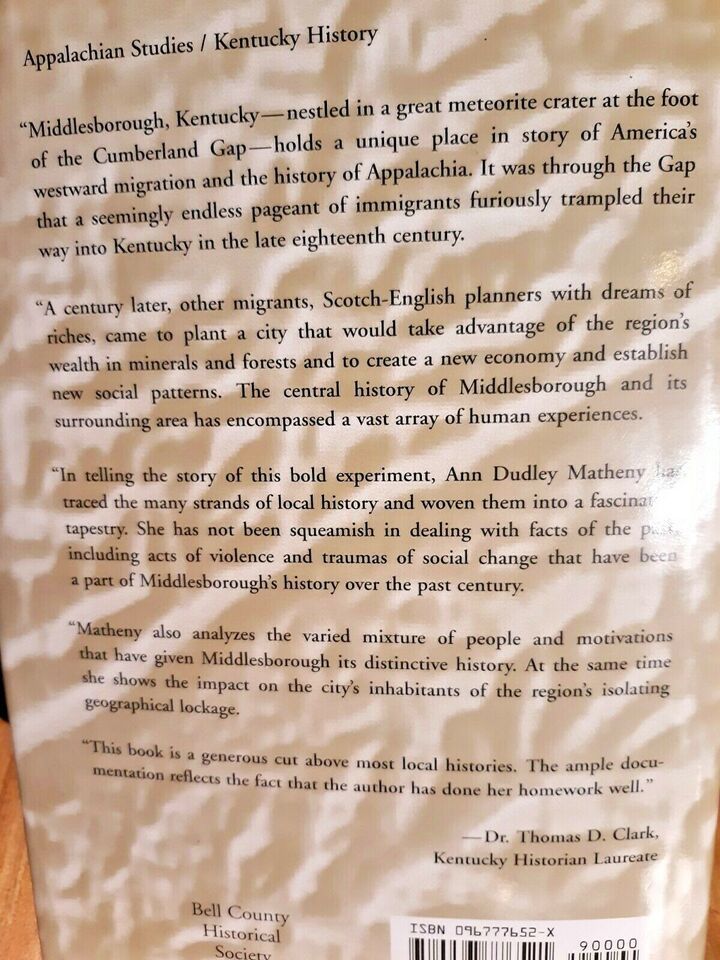 Appalachian Studies / Kentucky History
“Middlesborough, Kentucky—nestled in a great meteorite crater at the foot
of the Cumberland Gap—holds a unique place in story of America’s
westward migration and the history of Appalachia. It was through the Gap
that a seemingly endless pageant of immigrants furiously trampled their
way into Kentucky in the late eighteenth century.
“A century later, other migrants, Scotch-English planners with dreams of
riches, came to plant a city that would take advantage of the region’s
wealth in minerals and forests and to create a new economy and establish
new social patterns. The central history of Middlesborough and its
surrounding area has encompassed a vast array of human experiences.
“In telling the story of this bold experiment, Ann Dudley Matheny has
traced the many strands of local history and woven them into a
tapestry. She has not been squeamish in dealing with facts of the
including acts of violence and traumas of social change that have been
a part of Middlesborough’s history over the past century.
“Matheny also analyzes the varied mixture of people and motivations
that have given Middlesborough its distinctive history. At the same time
she shows the impact on the city’s inhabitants of the region’s isolating
geographical lockage.
“This book is a generous cut above most local histories. The ample docu-
mentation reflects the fact that the author has done her homework well.”
—Dr. Thomas D. Clark,
Kentucky Historian Laureate
Bell County
Historical
Society
ISBN 096777652-X
90000